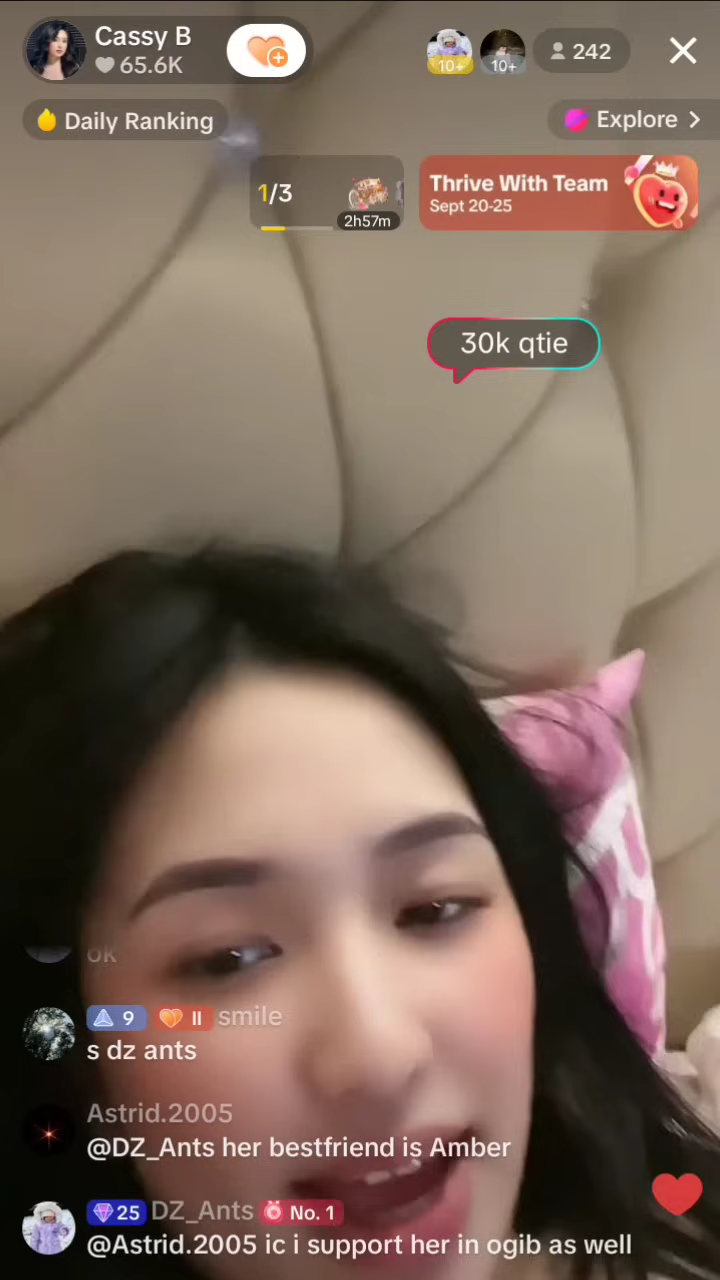 Cassy B
65.6K
10+
10+
242
Daily Ranking
Explore
1/3
2h57m
Thrive With Team
Sept 20-25
30k qtie
ok
9 II smile
s dz ants
Astrid.2005
@DZ_Ants her bestfriend is Amber
25 DZ_Ants No. 1
@Astrid.2005 ic i support her in ogib as well